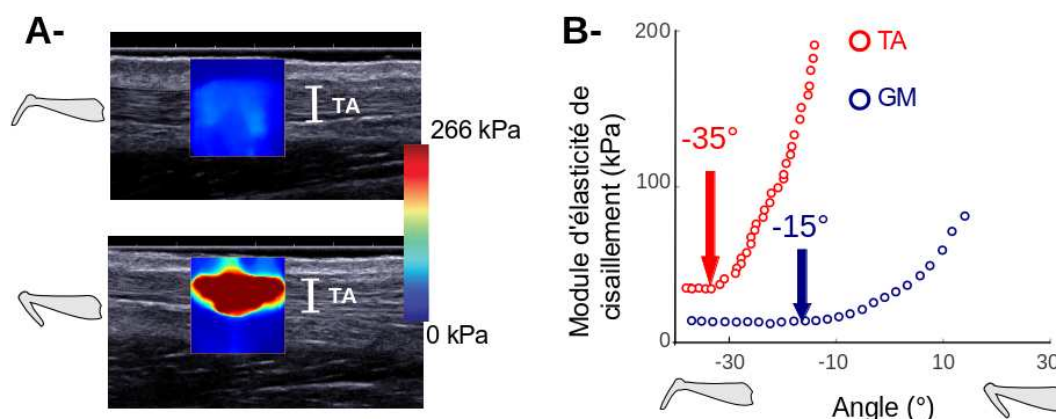 A-
TA
266 kPa
TA
0 kPa
B-
Module d'élasticité de
cisaillement (kPa)
200
100
0
TA
GM
-35°
-15°
-30
-10
10
30
Angle (°)